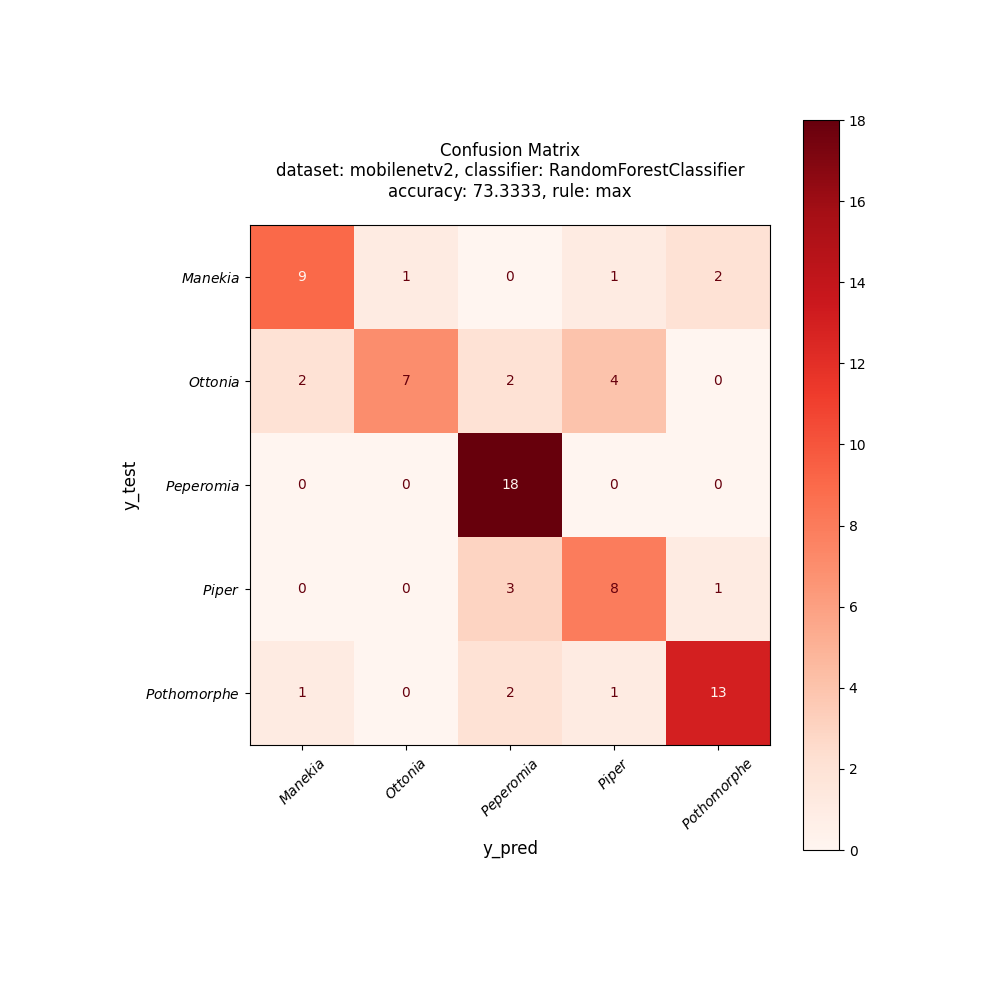 Confusion Matrix
dataset: mobilenetv2, classifier: RandomForestClassifier
accuracy: 73.3333, rule: max
y_test
Manekia 9 1 0 1 2
Ottonia 2 7 2 4 0
Peperomia 0 0 18 0 0
Piper 0 0 3 8 1
Pothomorphe 1 0 2 1 13
Manekia Ottonia Peperomia Piper Pothomorphe
y_pred
18
16
14
12
10
8
6
4
2
0